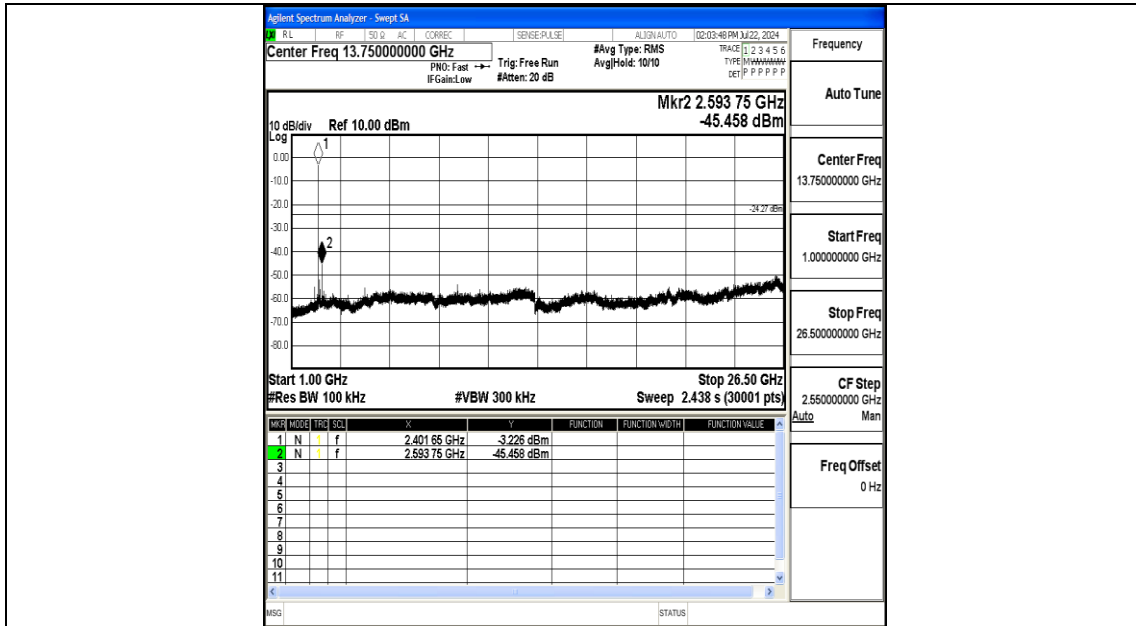 Agilent Spectrum Analyzer - Swept SA
RL RF 50 Ω AC CORREC SENSE:PULSE ALIGNAUTO 02:03:48 PM Jul 22, 2024
Center Freq 13.750000000 GHz
PNO: Fast
IFGain:Low
Trig: Free Run
#Atten: 20 dB
#Avg Type: RMS
Avg|Hold: 10/10
TRACE 1 2 3 4 5 6
TYPE MWWWWW
DET P P P P P P
Mkr2 2.593 75 GHz
-45.458 dBm
10 dB/div Ref 10.00 dBm
Log
0.00
-10.0
-20.0
-30.0
-40.0
-50.0
-60.0
-70.0
-80.0
1
2
-24.27 dBm
Start 1.00 GHz Stop 26.50 GHz
#Res BW 100 kHz #VBW 300 kHz Sweep 2.438 s (30001 pts)
MKR MODE TRC SCL X Y FUNCTION FUNCTION WIDTH FUNCTION VALUE
1 N 1 f 2.401 65 GHz -3.226 dBm
2 N 1 f 2.593 75 GHz -45.458 dBm
3
4
5
6
7
8
9
10
11
MSG STATUS
Frequency
Auto Tune
Center Freq
13.750000000 GHz
Start Freq
1.000000000 GHz
Stop Freq
26.500000000 GHz
CF Step
2.550000000 GHz
Auto Man
Freq Offset
0 Hz